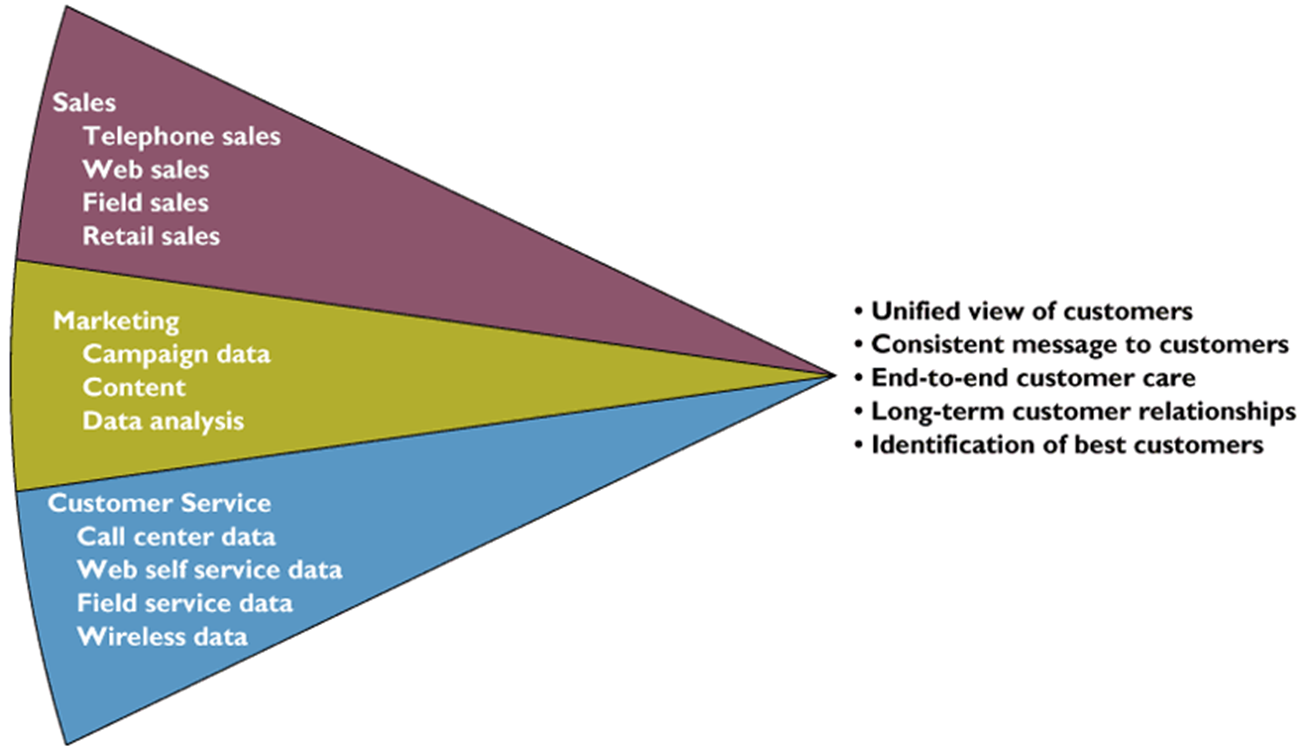 Sales
Telephone sales
Web sales
Field sales
Retail sales
Marketing
Campaign data
Content
Data analysis
Customer Service
Call center data
Web self service data
Field service data
Wireless data
• Unified view of customers
• Consistent message to customers
• End-to-end customer care
• Long-term customer relationships
• Identification of best customers